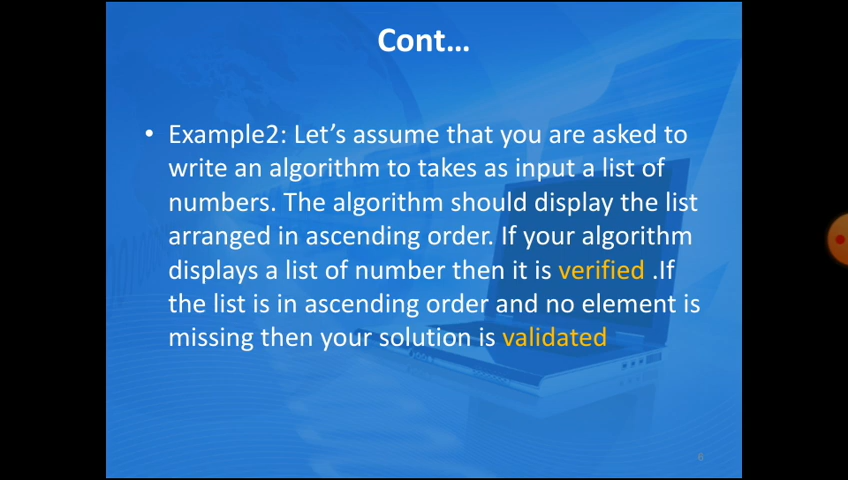 Cont...
• Example2: Let's assume that you are asked to
write an algorithm to takes as input a list of
numbers. The algorithm should display the list
arranged in ascending order. If your algorithm
displays a list of number then it is verified .If
the list is in ascending order and no element is
missing then your solution is validated
6